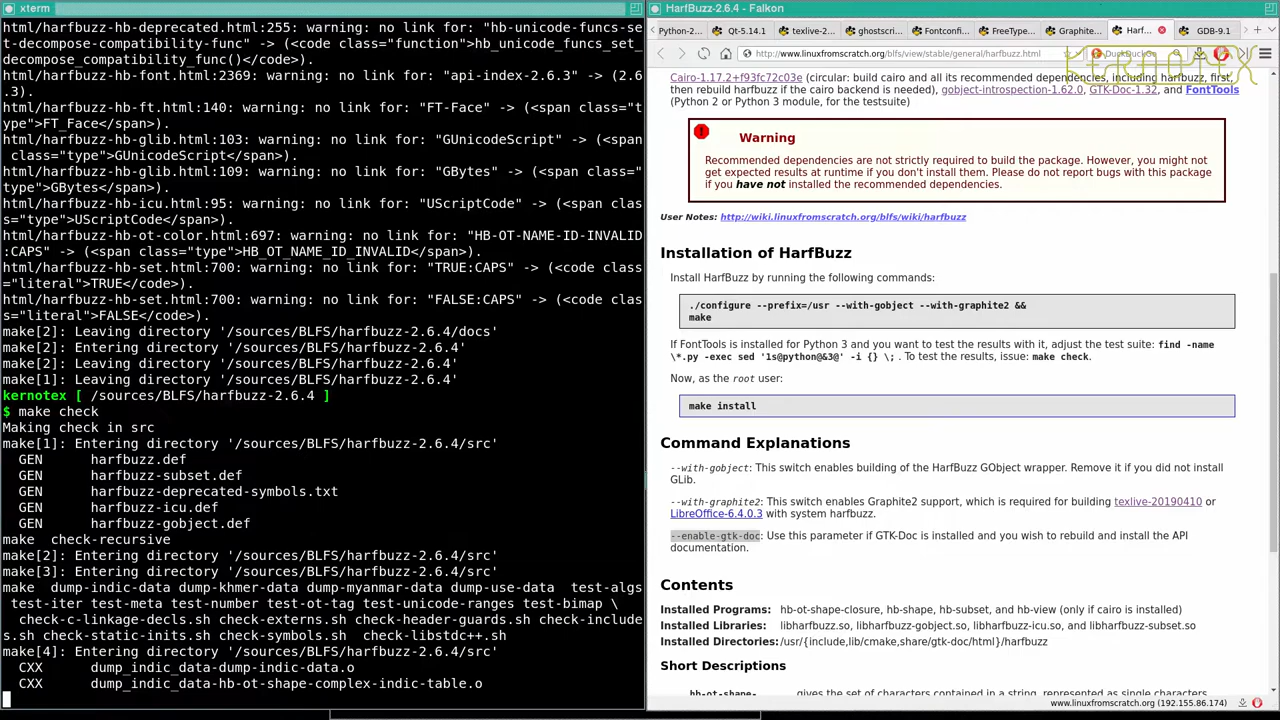 xterm
html/harfbuzz-hb-deprecated.html:255: warning: no link for: "hb-unicode-funcs-se
t-decompose-compatibility-func" -> (<code class="function">hb_unicode_funcs_set_
decompose_compatibility_func()</code>).
html/harfbuzz-hb-font.html:2369: warning: no link for: "api-index-2.6.3" -> (2.6
.3).
html/harfbuzz-hb-ft.html:140: warning: no link for: "FT-Face" -> (<span class="t
ype">FT_Face</span>).
html/harfbuzz-hb-glib.html:103: warning: no link for: "GUnicodeScript" -> (<span
 class="type">GUnicodeScript</span>).
html/harfbuzz-hb-glib.html:109: warning: no link for: "GBytes" -> (<span class="
type">GBytes</span>).
html/harfbuzz-hb-icu.html:95: warning: no link for: "UScriptCode" -> (<span clas
s="type">UScriptCode</span>).
html/harfbuzz-hb-ot-color.html:697: warning: no link for: "HB-OT-NAME-ID-INVALID
:CAPS" -> (<span class="type">HB_OT_NAME_ID_INVALID</span>).
html/harfbuzz-hb-set.html:700: warning: no link for: "TRUE:CAPS" -> (<code class
="literal">TRUE</code>).
html/harfbuzz-hb-set.html:700: warning: no link for: "FALSE:CAPS" -> (<code clas
s="literal">FALSE</code>).
make[2]: Leaving directory '/sources/BLFS/harfbuzz-2.6.4/docs'
make[2]: Entering directory '/sources/BLFS/harfbuzz-2.6.4'
make[2]: Leaving directory '/sources/BLFS/harfbuzz-2.6.4'
make[1]: Leaving directory '/sources/BLFS/harfbuzz-2.6.4'
kernotex [ /sources/BLFS/harfbuzz-2.6.4 ]
$ make check
Making check in src
make[1]: Entering directory '/sources/BLFS/harfbuzz-2.6.4/src'
  GEN      harfbuzz.def
  GEN      harfbuzz-subset.def
  GEN      harfbuzz-deprecated-symbols.txt
  GEN      harfbuzz-icu.def
  GEN      harfbuzz-gobject.def
make  check-recursive
make[2]: Entering directory '/sources/BLFS/harfbuzz-2.6.4/src'
make[3]: Entering directory '/sources/BLFS/harfbuzz-2.6.4/src'
make  dump-indic-data dump-khmer-data dump-myanmar-data dump-use-data  test-algs
 test-iter test-meta test-number test-ot-tag test-unicode-ranges test-bimap \
  check-c-linkage-decls.sh check-externs.sh check-header-guards.sh check-include
s.sh check-static-inits.sh check-symbols.sh  check-libstdc++.sh
make[4]: Entering directory '/sources/BLFS/harfbuzz-2.6.4/src'
  CXX      dump_indic_data-dump-indic-data.o
  CXX      dump_indic_data-hb-ot-shape-complex-indic-table.o
HarfBuzz-2.6.4 - Falkon
Python-2... Qt-5.14.1 texlive-2... ghostscri... Fontconfi... FreeType... Graphite... Harf... GDB-9.1
http://www.linuxfromscratch.org/blfs/view/stable/general/harfbuzz.html
DuckDuckGo
KERNOTEX
Cairo-1.17.2+f93fc72c03e (circular: build cairo and all its recommended dependencies, including harfbuzz, first,
then rebuild harfbuzz if the cairo backend is needed), gobject-introspection-1.62.0, GTK-Doc-1.32, and FontTools
(Python 2 or Python 3 module, for the testsuite)
Warning
Recommended dependencies are not strictly required to build the package. However, you might not
get expected results at runtime if you don't install them. Please do not report bugs with this package
if you have not installed the recommended dependencies.
User Notes: http://wiki.linuxfromscratch.org/blfs/wiki/harfbuzz
Installation of HarfBuzz
Install HarfBuzz by running the following commands:
./configure --prefix=/usr --with-gobject --with-graphite2 &&
make
If FontTools is installed for Python 3 and you want to test the results with it, adjust the test suite: find -name
\*.py -exec sed '1s@python@&3@' -i {} \; . To test the results, issue: make check.
Now, as the root user:
make install
Command Explanations
--with-gobject: This switch enables building of the HarfBuzz GObject wrapper. Remove it if you did not install
GLib.
--with-graphite2: This switch enables Graphite2 support, which is required for building texlive-20190410 or
LibreOffice-6.4.0.3 with system harfbuzz.
--enable-gtk-doc: Use this parameter if GTK-Doc is installed and you wish to rebuild and install the API
documentation.
Contents
Installed Programs: hb-ot-shape-closure, hb-shape, hb-subset, and hb-view (only if cairo is installed)
Installed Libraries: libharfbuzz.so, libharfbuzz-gobject.so, libharfbuzz-icu.so, and libharfbuzz-subset.so
Installed Directories: /usr/{include,lib/cmake,share/gtk-doc/html}/harfbuzz
Short Descriptions
hb-ot-shape- gives the set of characters contained in a string, represented as single characters
www.linuxfromscratch.org (192.155.86.174)